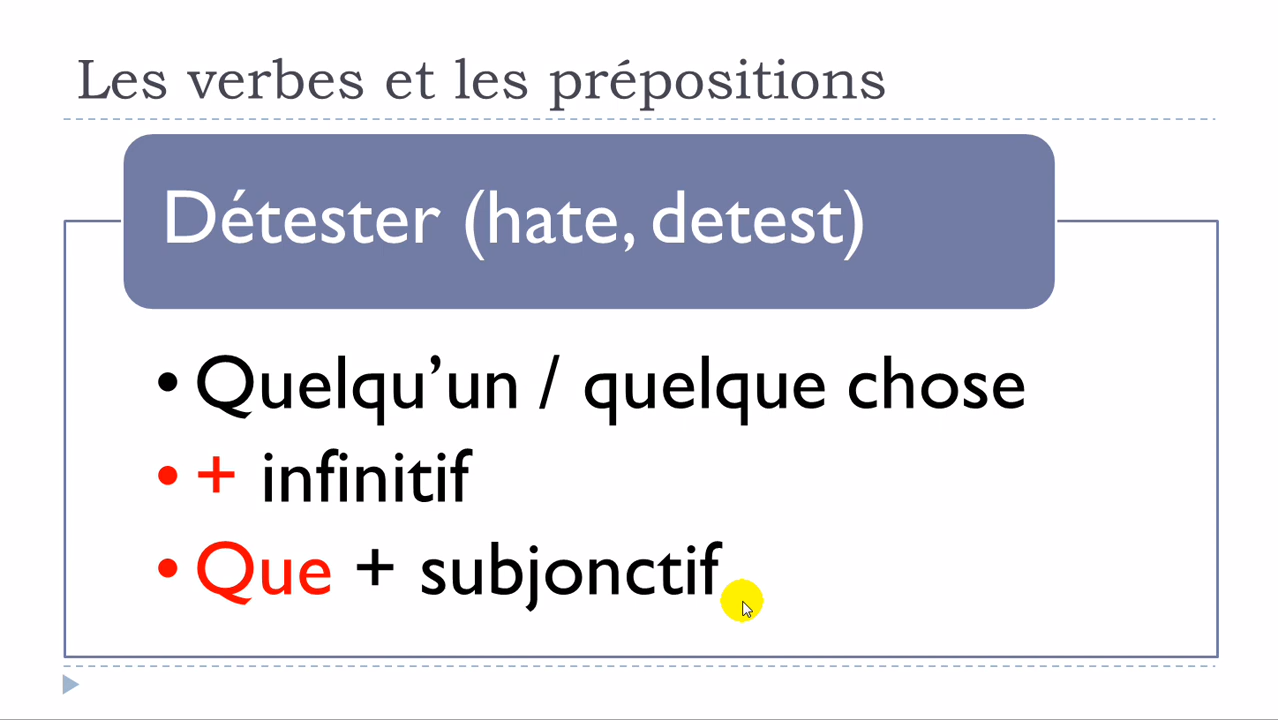 Les verbes et les prépositions
Détester (hate, detest)
• Quelqu’un / quelque chose
• + infinitif
• Que + subjonctif